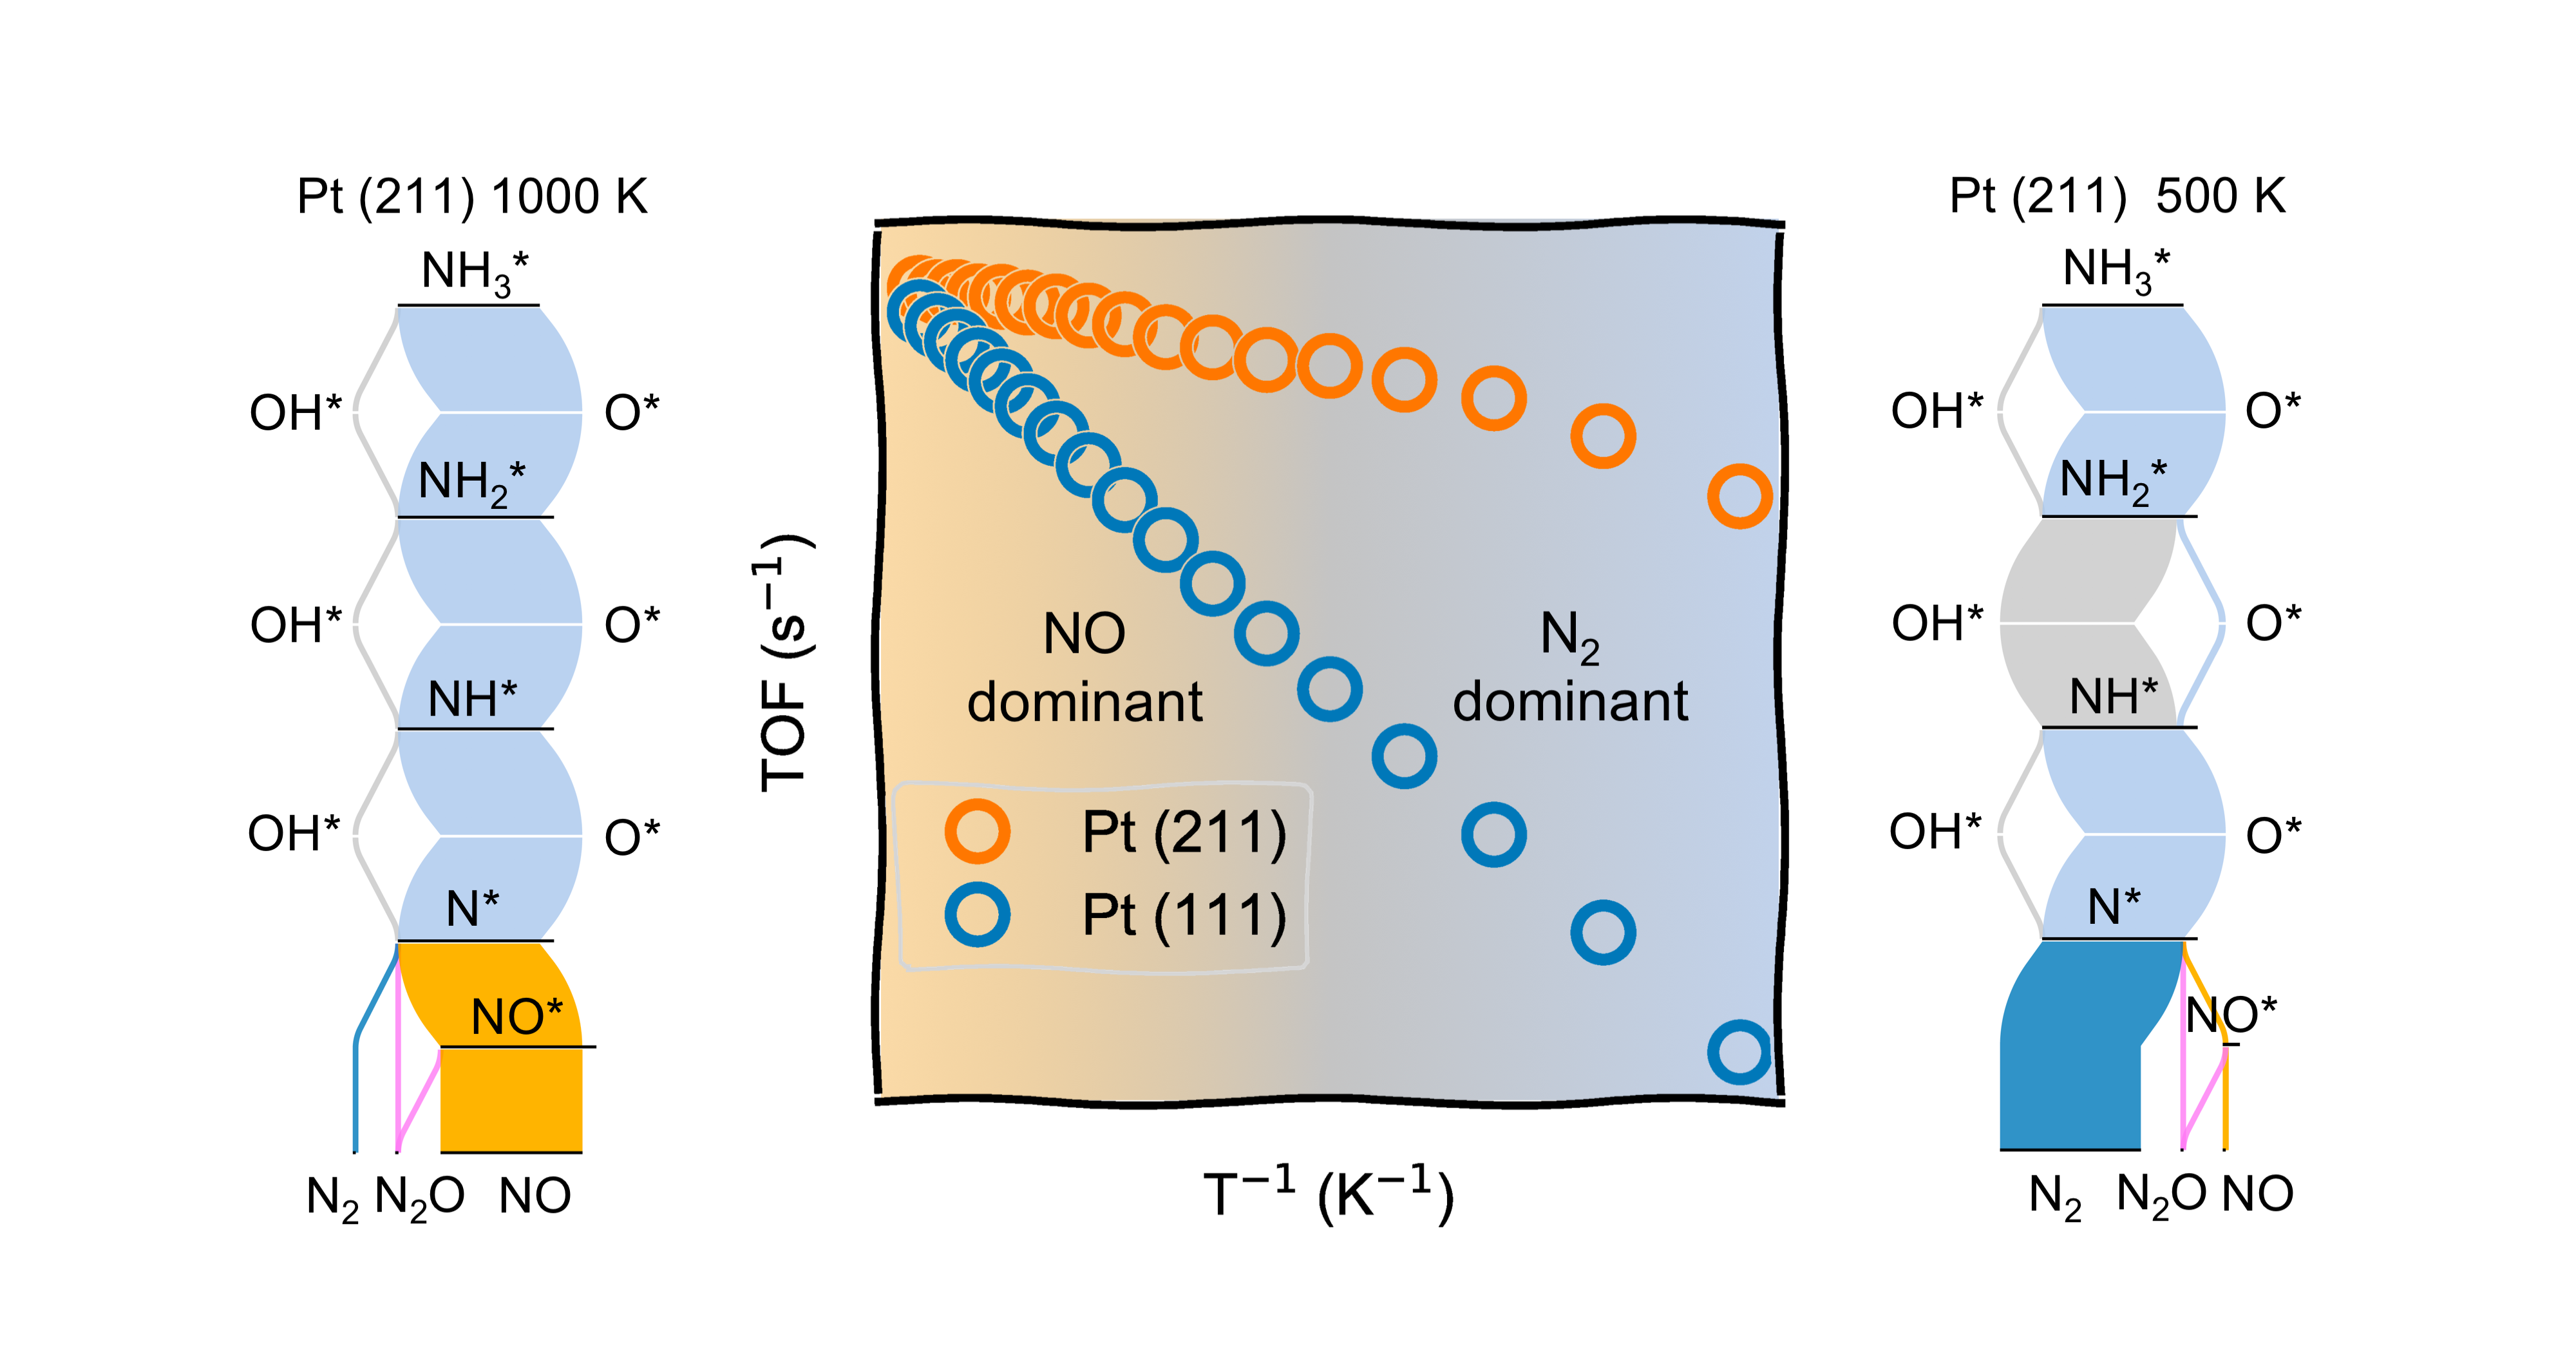 Pt (211) 1000 K
NH₃*
OH* O*
NH₂*
OH* O*
NH*
OH* O*
N*
NO*
N₂ N₂O NO
TOF (s⁻¹)
NO dominant
N₂ dominant
Pt (211)
Pt (111)
T⁻¹ (K⁻¹)
Pt (211) 500 K
NH₃*
OH* O*
NH₂*
OH* O*
NH*
OH* O*
N*
NO*
N₂ N₂O NO